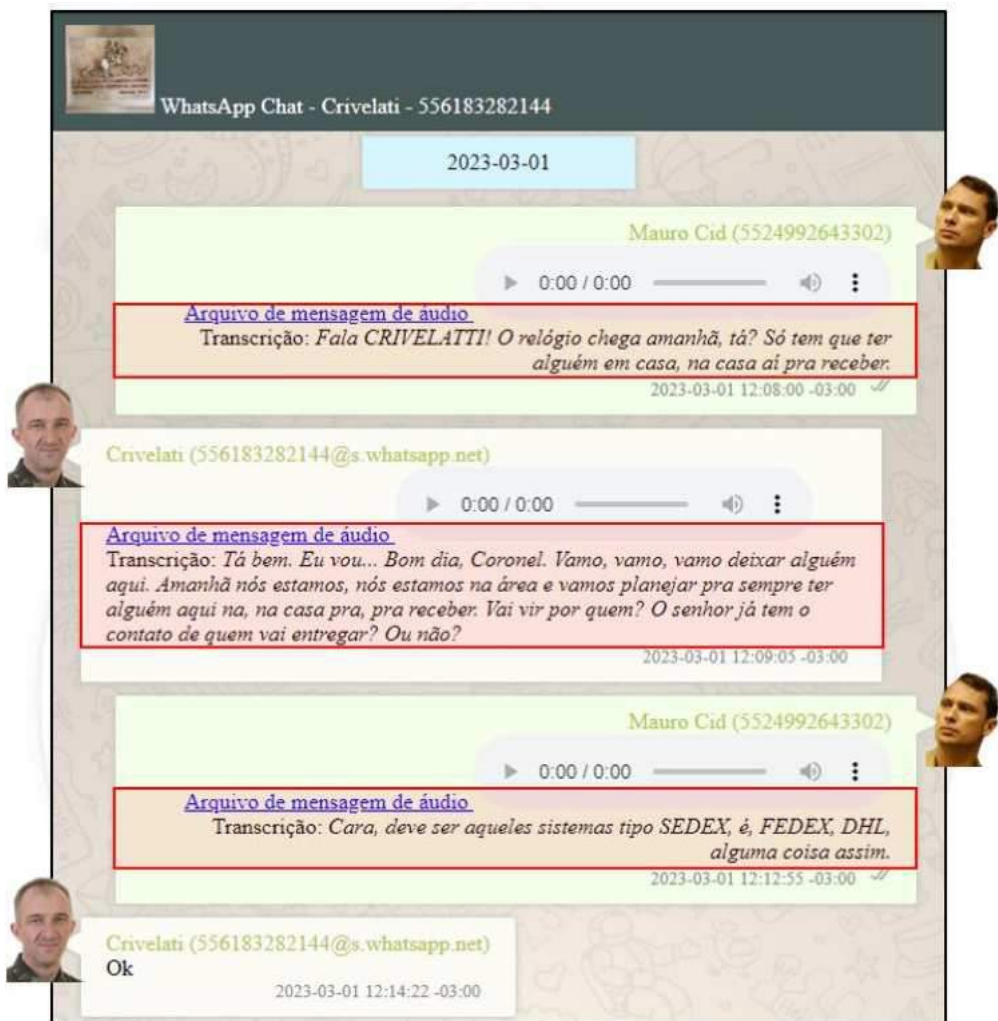 WhatsApp Chat - Crivelati - 556183282144
2023-03-01
Mauro Cid (5524992643302)
0:00 / 0:00
Arquivo de mensagem de áudio
Transcrição: Fala CRIVELATTI! O relógio chega amanhã, tá? Só tem que ter
alguém em casa, na casa aí pra receber.
2023-03-01 12:08:00 -03:00
Crivelati (556183282144@s.whatsapp.net)
0:00 / 0:00
Arquivo de mensagem de áudio
Transcrição: Tá bem. Eu vou... Bom dia, Coronel. Vamo, vamo, vamo deixar alguém
aqui. Amanhã nós estamos, nós estamos na área e vamos planejar pra sempre ter
alguém aqui na, na casa pra, pra receber. Vai vir por quem? O senhor já tem o
contato de quem vai entregar? Ou não?
2023-03-01 12:09:05 -03:00
Mauro Cid (5524992643302)
0:00 / 0:00
Arquivo de mensagem de áudio
Transcrição: Cara, deve ser aqueles sistemas tipo SEDEX, é, FEDEX, DHL,
alguma coisa assim.
2023-03-01 12:12:55 -03:00
Crivelati (556183282144@s.whatsapp.net)
Ok
2023-03-01 12:14:22 -03:00